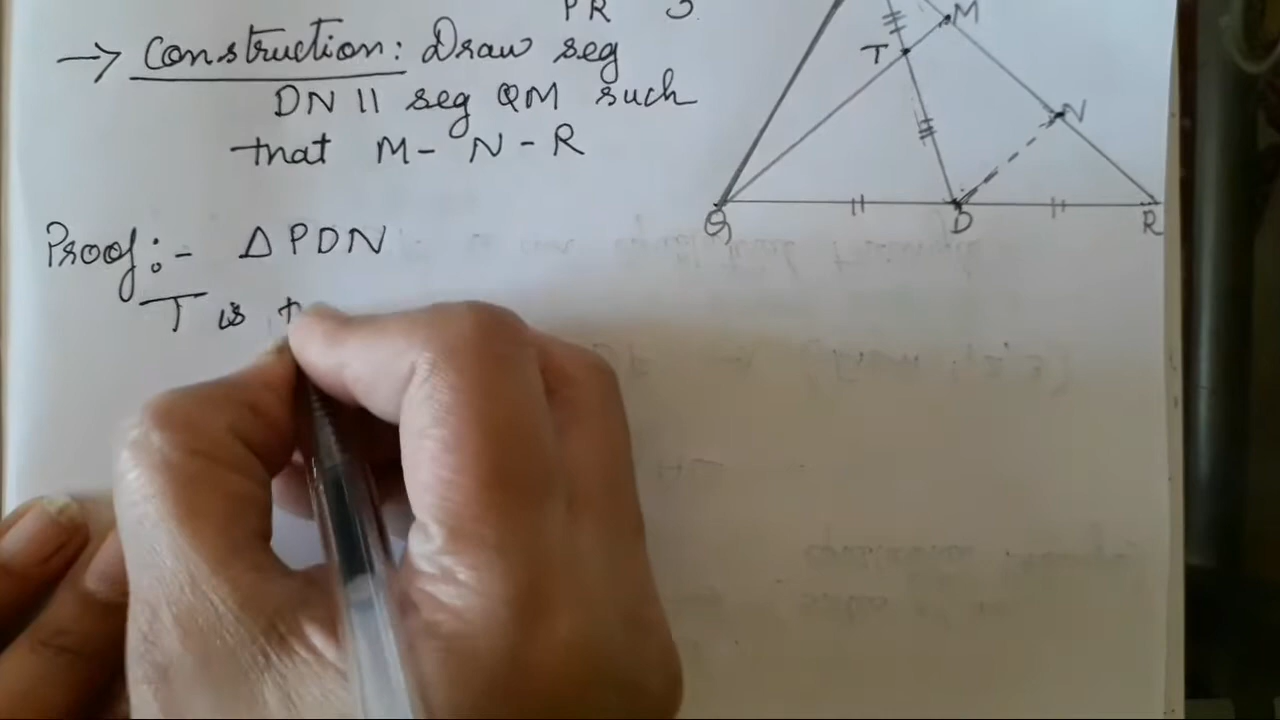 PR 3
→ Construction: Draw seg
DN || seg QM such
that M - N - R
Proof :- Δ PDN
T is t
M
T
N
Q
D
R